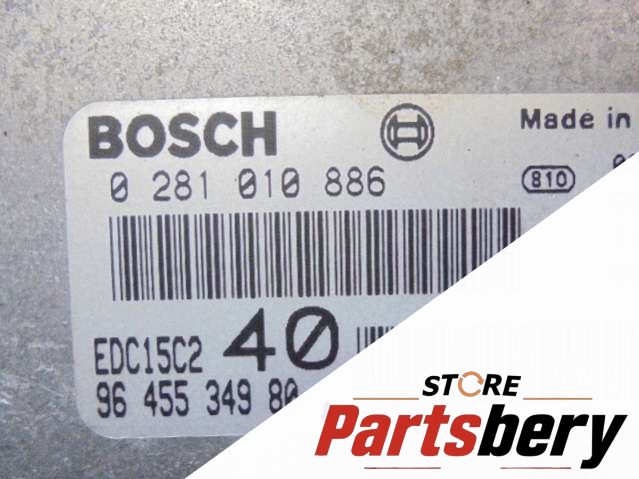 BOSCH
Made in
0 281 010 886
810
EDC15C2 40
96 455 349 80
STORE
Partsbery